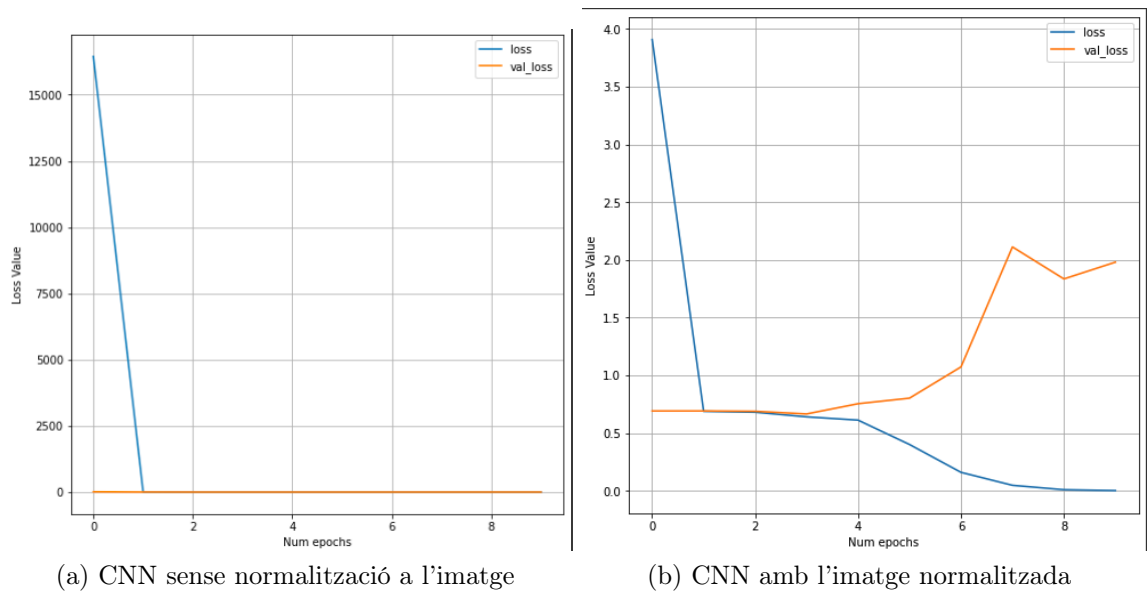 loss
val_loss
15000
12500
10000
7500
5000
2500
0
Loss Value
0 2 4 6 8
Num epochs
(a) CNN sense normalització a l'imatge
loss
val_loss
4.0
3.5
3.0
2.5
2.0
1.5
1.0
0.5
0.0
Loss Value
0 2 4 6 8
Num epochs
(b) CNN amb l'imatge normalitzada